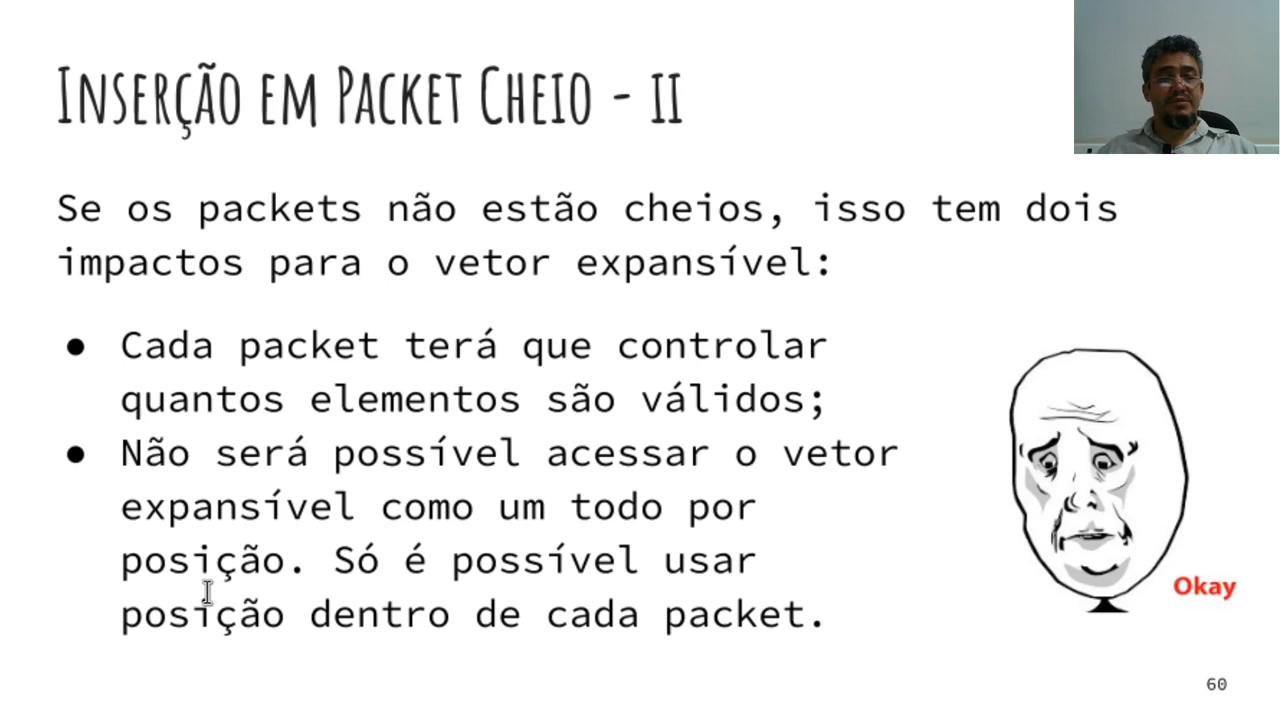 Inserção em Packet Cheio - II
Se os packets não estão cheios, isso tem dois
impactos para o vetor expansível:
● Cada packet terá que controlar
quantos elementos são válidos;
● Não será possível acessar o vetor
expansível como um todo por
posição. Só é possível usar
posição dentro de cada packet.
Okay
60